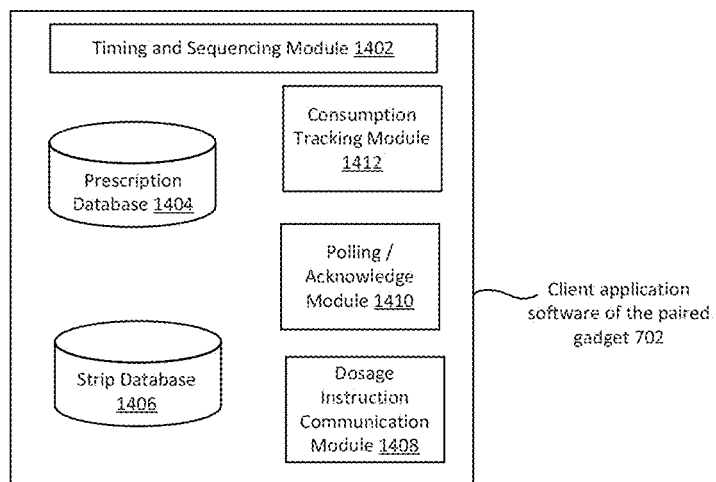 Timing and Sequencing Module 1402
Consumption
Tracking Module
1412
Prescription
Database 1404
Polling /
Acknowledge
Module 1410
Client application
software of the paired
gadget 702
Strip Database
1406
Dosage
Instruction
Communication
Module 1408